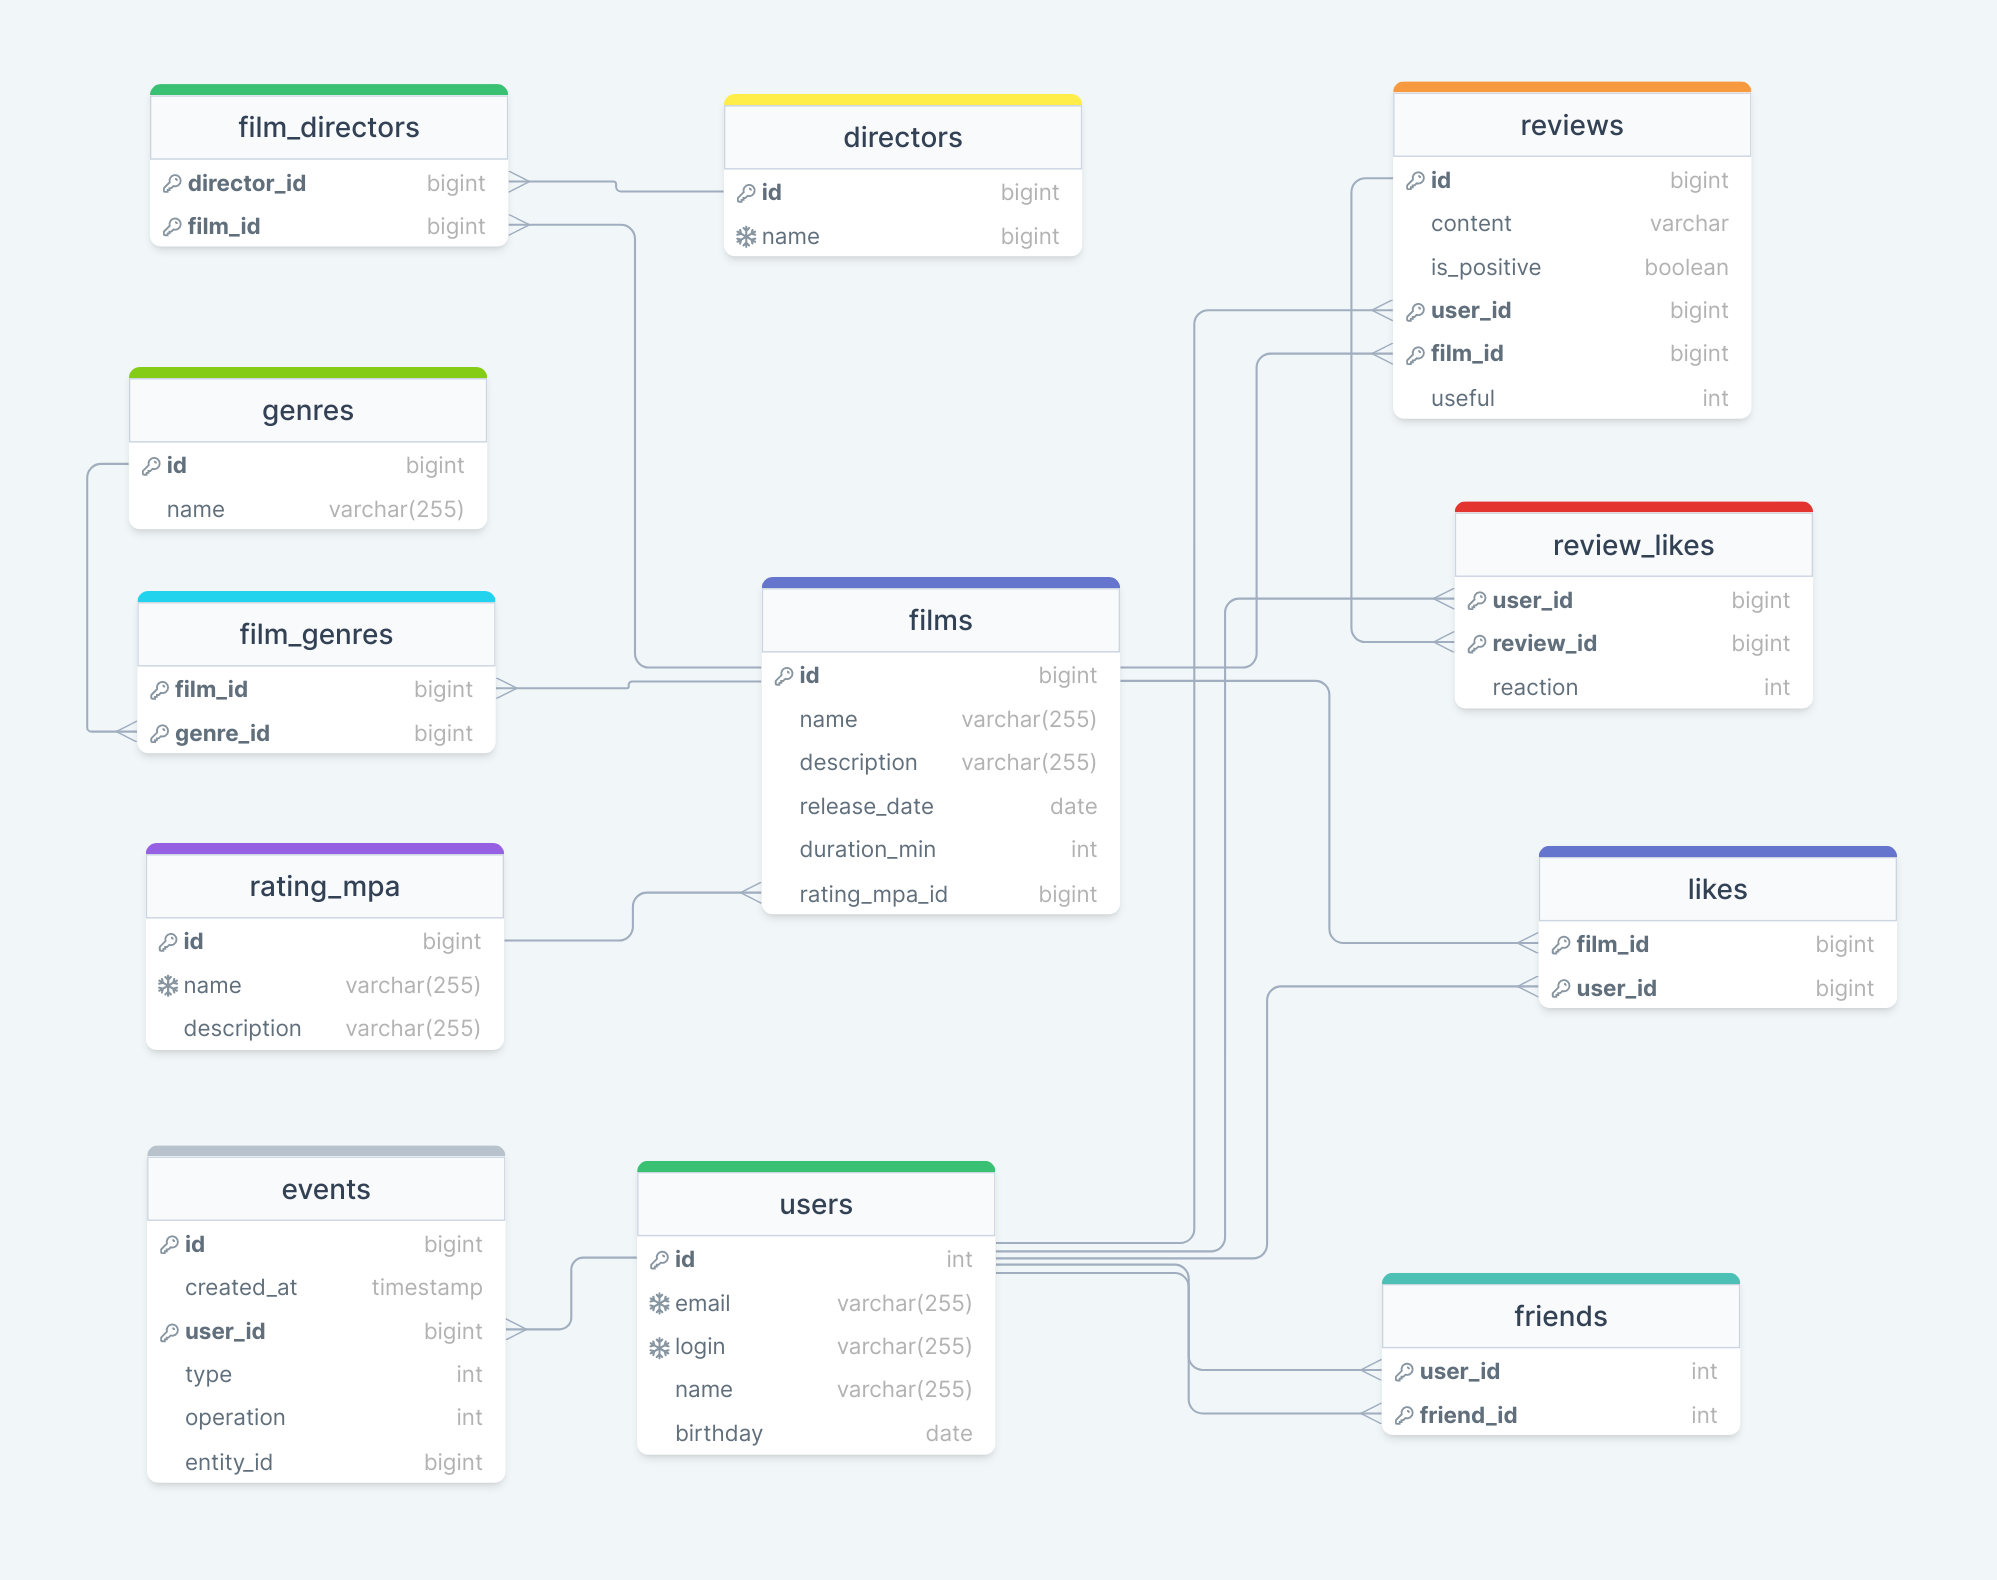 film_directors
director_id bigint
film_id bigint
directors
id bigint
name bigint
reviews
id bigint
content varchar
is_positive boolean
user_id bigint
film_id bigint
useful int
genres
id bigint
name varchar(255)
film_genres
film_id bigint
genre_id bigint
films
id bigint
name varchar(255)
description varchar(255)
release_date date
duration_min int
rating_mpa_id bigint
review_likes
user_id bigint
review_id bigint
reaction int
rating_mpa
id bigint
name varchar(255)
description varchar(255)
likes
film_id bigint
user_id bigint
events
id bigint
created_at timestamp
user_id bigint
type int
operation int
entity_id bigint
users
id int
email varchar(255)
login varchar(255)
name varchar(255)
birthday date
friends
user_id int
friend_id int